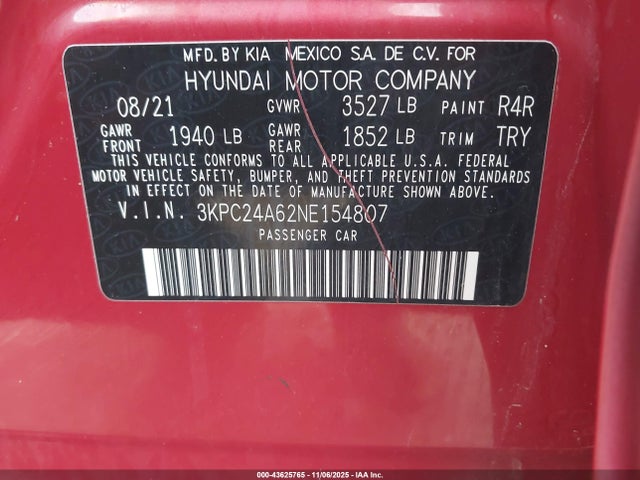 MFD. BY KIA MEXICO S.A. DE C.V. FOR
HYUNDAI MOTOR COMPANY
08/21 GVWR 3527 LB PAINT R4R
GAWR FRONT 1940 LB GAWR REAR 1852 LB TRIM TRY
THIS VEHICLE CONFORMS TO ALL APPLICABLE U.S.A. FEDERAL
MOTOR VEHICLE SAFETY, BUMPER, AND THEFT PREVENTION STANDARDS
IN EFFECT ON THE DATE OF MANUFACTURE SHOWN ABOVE.
V.I.N. 3KPC24A62NE154807
PASSENGER CAR
000-43625765 - 11/06/2025 - IAA Inc.